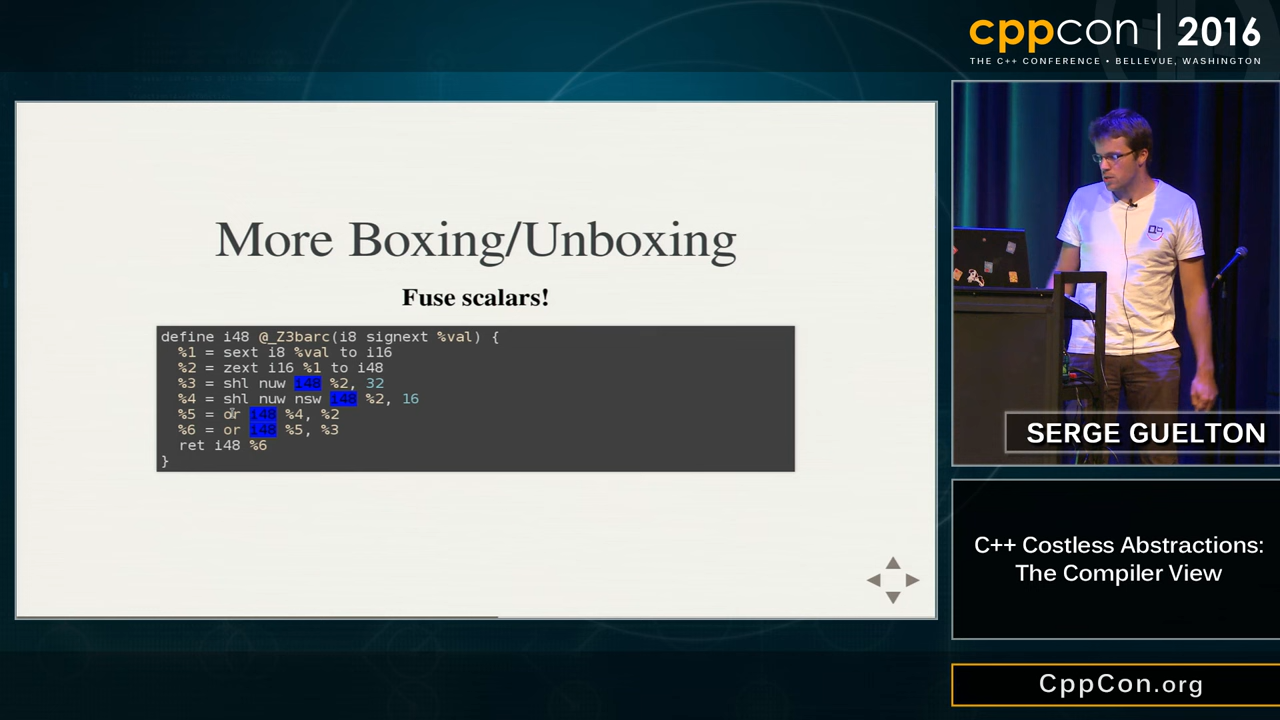 cppcon | 2016
THE C++ CONFERENCE • BELLEVUE, WASHINGTON
More Boxing/Unboxing
Fuse scalars!
define i48 @_Z3barc(i8 signext %val) {
  %1 = sext i8 %val to i16
  %2 = zext i16 %1 to i48
  %3 = shl nuw i48 %2, 32
  %4 = shl nuw nsw i48 %2, 16
  %5 = or i48 %4, %2
  %6 = or i48 %5, %3
  ret i48 %6
}
SERGE GUELTON
C++ Costless Abstractions:
The Compiler View
CppCon.org